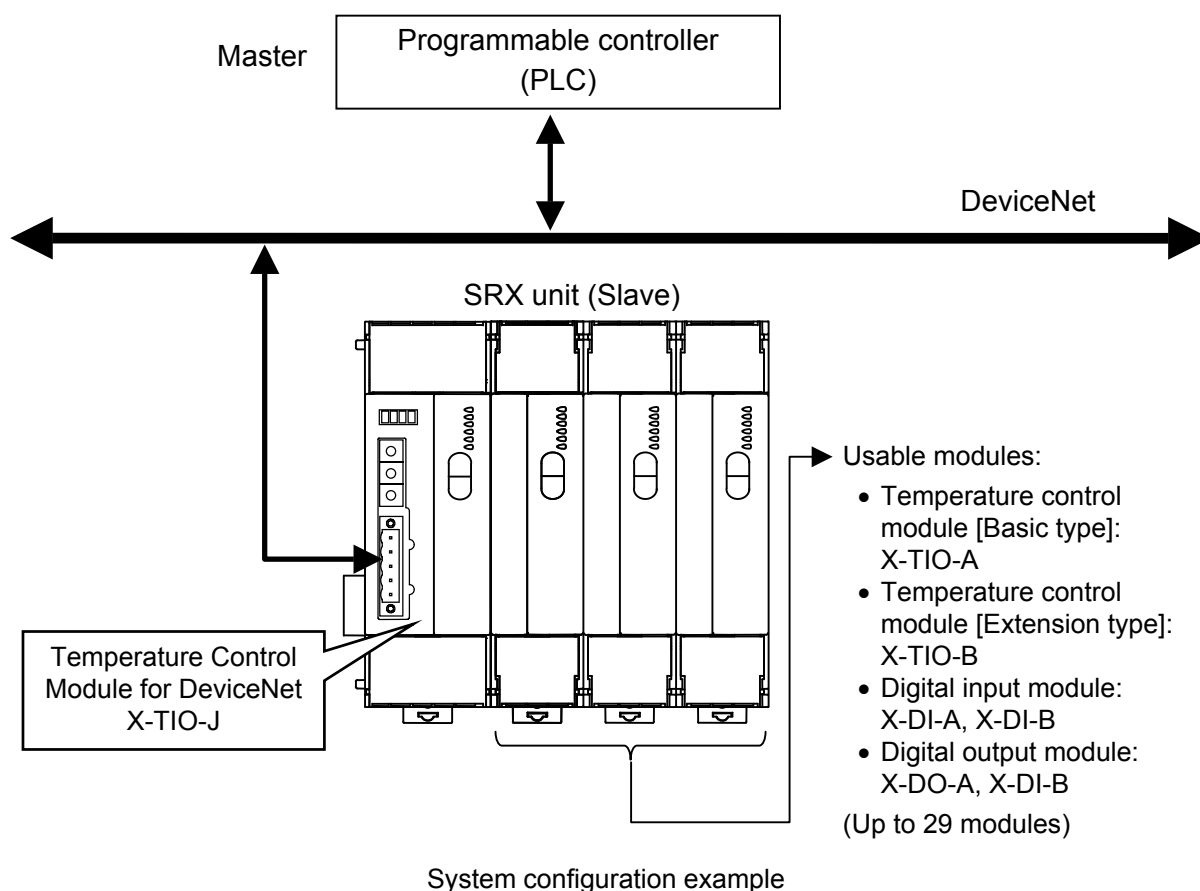 Master
Programmable controller
(PLC)
DeviceNet
SRX unit (Slave)
Temperature Control
Module for DeviceNet
X-TIO-J
Usable modules:
• Temperature control
module [Basic type]:
X-TIO-A
• Temperature control
module [Extension type]:
X-TIO-B
• Digital input module:
X-DI-A, X-DI-B
• Digital output module:
X-DO-A, X-DI-B
(Up to 29 modules)
System configuration example